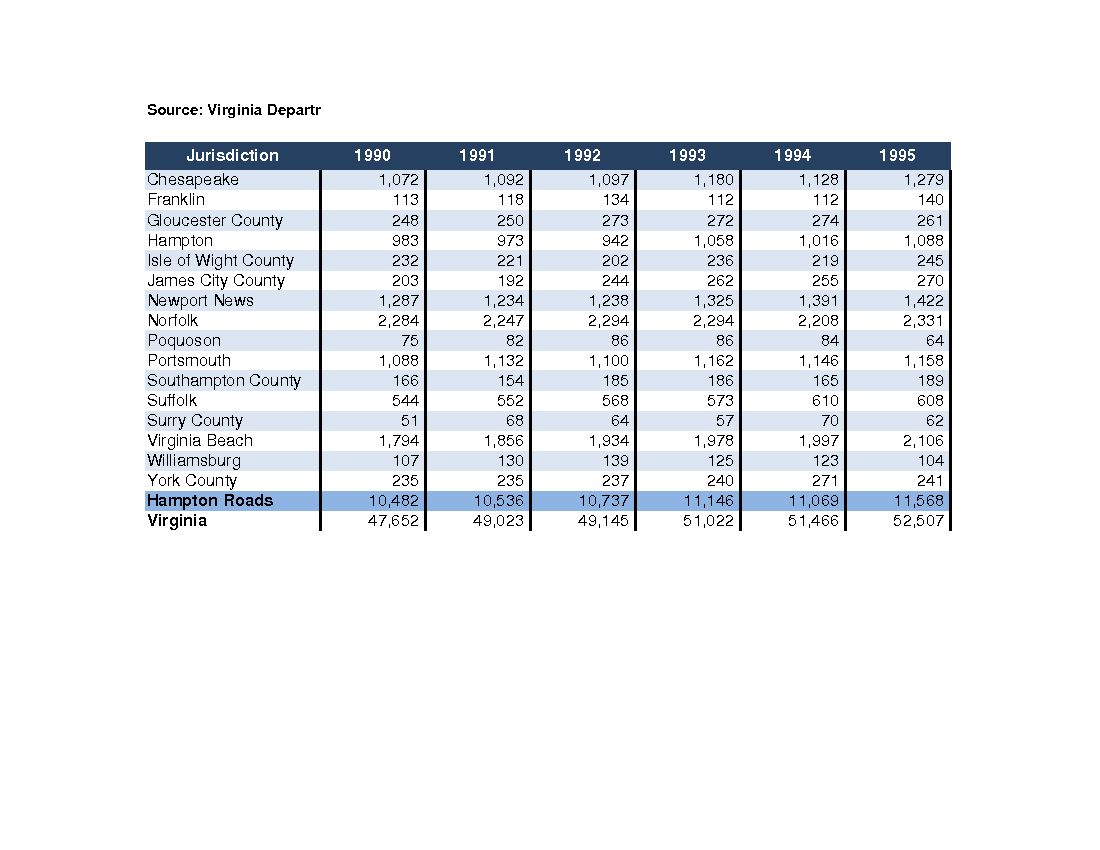 Source: Virginia Departr
Jurisdiction 1990 1991 1992 1993 1994 1995
Chesapeake 1,072 1,092 1,097 1,180 1,128 1,279
Franklin 113 118 134 112 112 140
Gloucester County 248 250 273 272 274 261
Hampton 983 973 942 1,058 1,016 1,088
Isle of Wight County 232 221 202 236 219 245
James City County 203 192 244 262 255 270
Newport News 1,287 1,234 1,238 1,325 1,391 1,422
Norfolk 2,284 2,247 2,294 2,294 2,208 2,331
Poquoson 75 82 86 86 84 64
Portsmouth 1,088 1,132 1,100 1,162 1,146 1,158
Southampton County 166 154 185 186 165 189
Suffolk 544 552 568 573 610 608
Surry County 51 68 64 57 70 62
Virginia Beach 1,794 1,856 1,934 1,978 1,997 2,106
Williamsburg 107 130 139 125 123 104
York County 235 235 237 240 271 241
Hampton Roads 10,482 10,536 10,737 11,146 11,069 11,568
Virginia 47,652 49,023 49,145 51,022 51,466 52,507